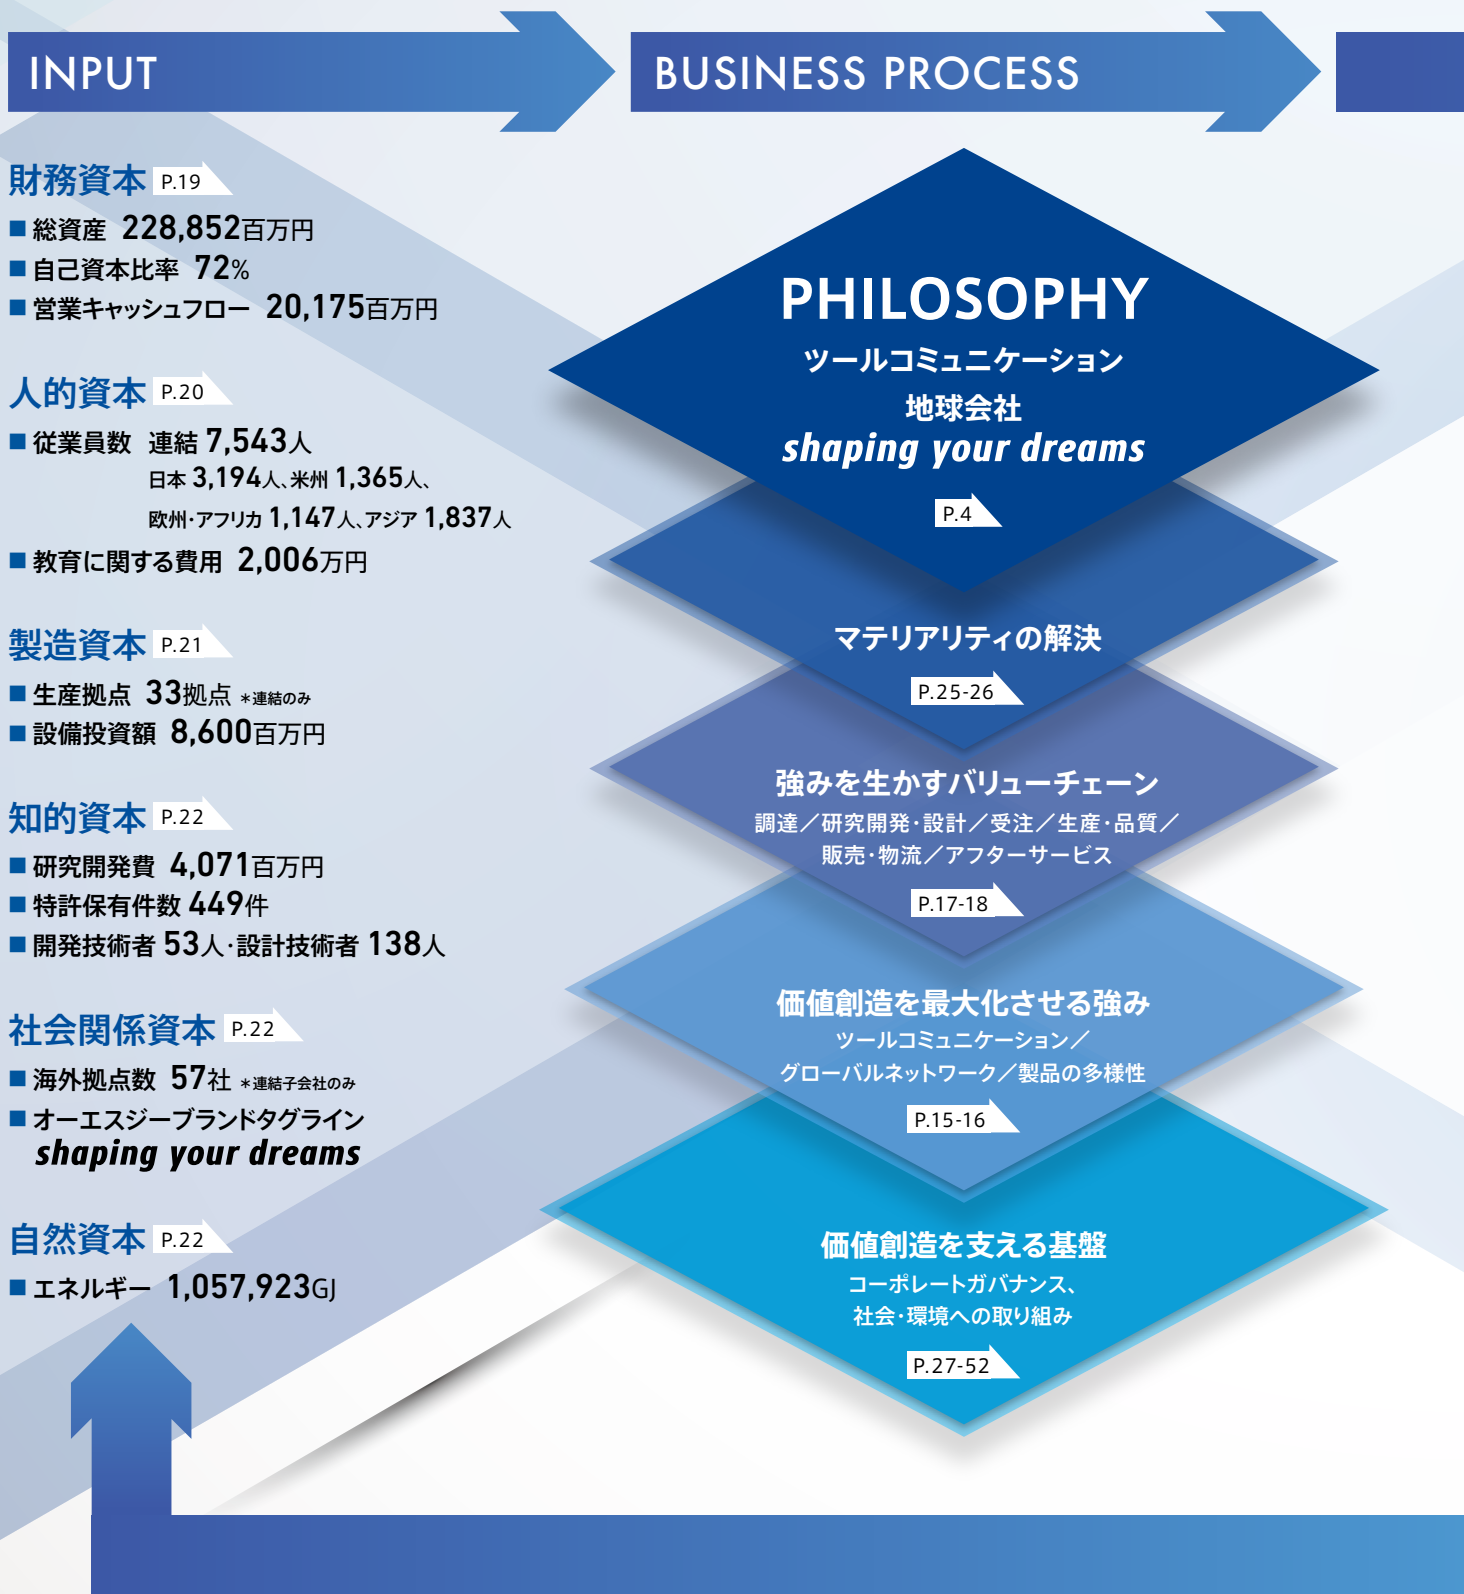 INPUT
財務資本 P.19
■ 総資産 228,852百万円
■ 自己資本比率 72%
■ 営業キャッシュフロー 20,175百万円
人的資本 P.20
■ 従業員数 連結 7,543人
日本 3,194人、米州 1,365人、
欧州・アフリカ 1,147人、アジア 1,837人
■ 教育に関する費用 2,006万円
製造資本 P.21
■ 生産拠点 33拠点 *連結のみ
■ 設備投資額 8,600百万円
知的資本 P.22
■ 研究開発費 4,071百万円
■ 特許保有件数 449件
■ 開発技術者 53人・設計技術者 138人
社会関係資本 P.22
■ 海外拠点数 57社 *連結子会社のみ
■ オーエスジーブランドタグライン
shaping your dreams
自然資本 P.22
■ エネルギー 1,057,923GJ
BUSINESS PROCESS
PHILOSOPHY
ツールコミュニケーション
地球会社
shaping your dreams
P.4
マテリアリティの解決
P.25-26
強みを生かすバリューチェーン
調達／研究開発・設計／受注／生産・品質／
販売・物流／アフターサービス
P.17-18
価値創造を最大化させる強み
ツールコミュニケーション／
グローバルネットワーク／製品の多様性
P.15-16
価値創造を支える基盤
コーポレートガバナンス、
社会・環境への取り組み
P.27-52